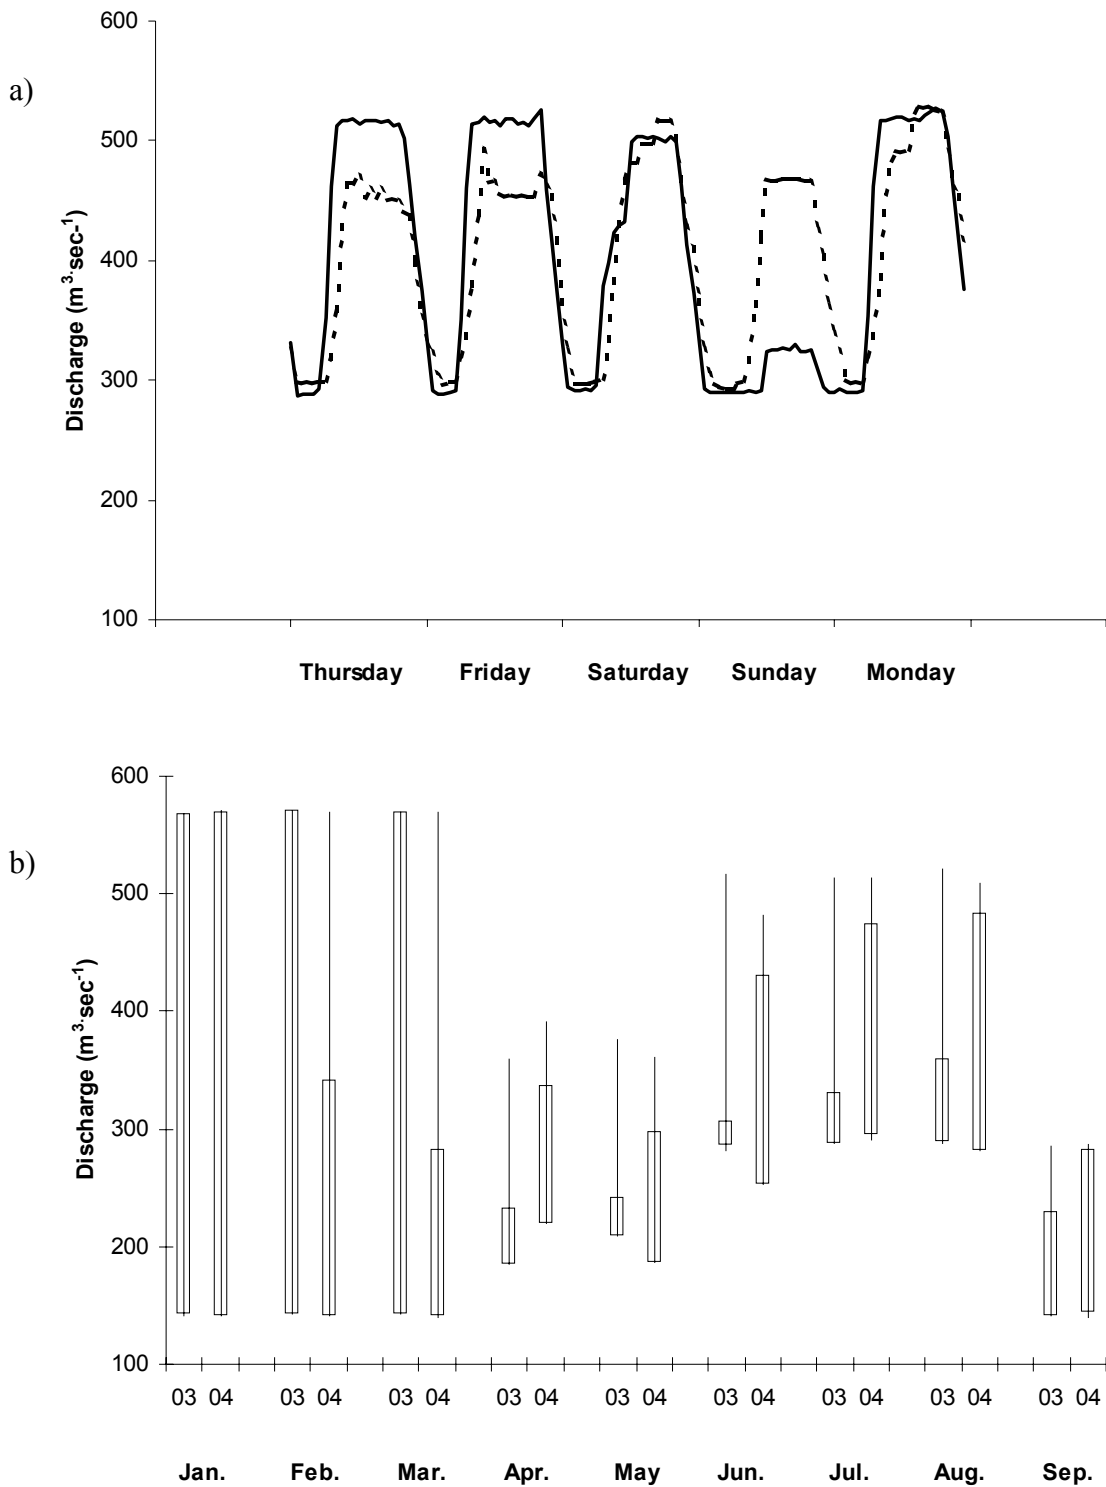 a)
600
500
400
300
200
100
Discharge (m³·sec-¹)
Thursday Friday Saturday Sunday Monday
b)
600
500
400
300
200
100
Discharge (m³·sec⁻¹)
03 04 03 04 03 04 03 04 03 04 03 04 03 04 03 04 03 04
Jan. Feb. Mar. Apr. May Jun. Jul. Aug. Sep.